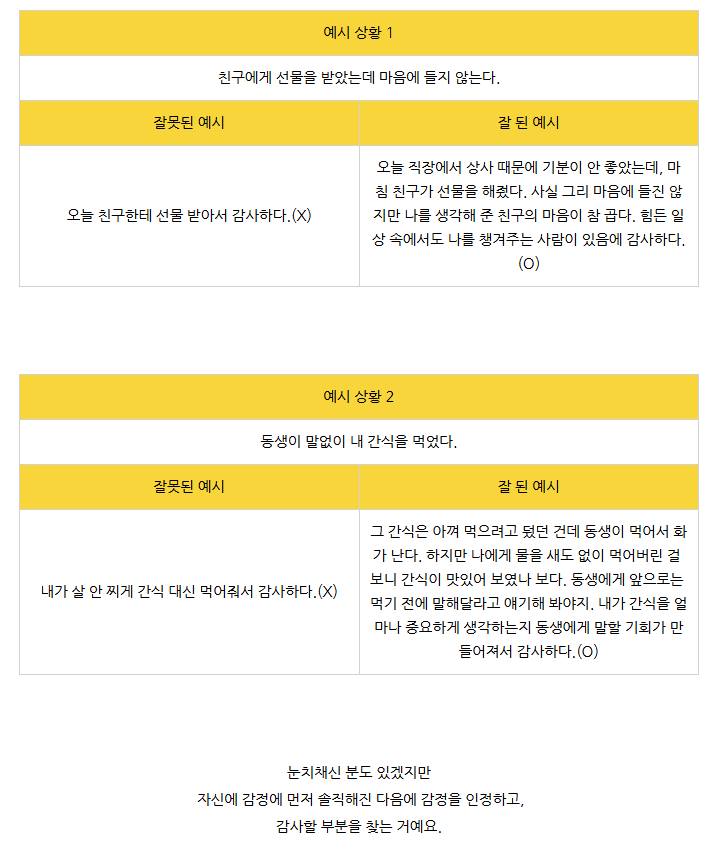 예시 상황 1
친구에게 선물을 받았는데 마음에 들지 않는다.
잘못된 예시
잘 된 예시
오늘 친구한테 선물 받아서 감사하다.(X)
오늘 직장에서 상사 때문에 기분이 안 좋았는데, 마
침 친구가 선물을 해줬다. 사실 그리 마음에 들진 않
지만 나를 생각해 준 친구의 마음이 참 곱다. 힘든 일
상 속에서도 나를 챙겨주는 사람이 있음에 감사하다.
(O)
예시 상황 2
동생이 말없이 내 간식을 먹었다.
잘못된 예시
잘 된 예시
내가 살 안 찌게 간식 대신 먹어줘서 감사하다.(X)
그 간식은 아껴 먹으려고 뒀던 건데 동생이 먹어서 화
가 난다. 하지만 나에게 물을 새도 없이 먹어버린 걸
보니 간식이 맛있어 보였나 보다. 동생에게 앞으로는
먹기 전에 말해달라고 얘기해 봐야지. 내가 간식을 얼
마나 중요하게 생각하는지 동생에게 말할 기회가 만
들어져서 감사하다.(O)
눈치채신 분도 있겠지만
자신에 감정에 먼저 솔직해진 다음에 감정을 인정하고,
감사할 부분을 찾는 거예요.